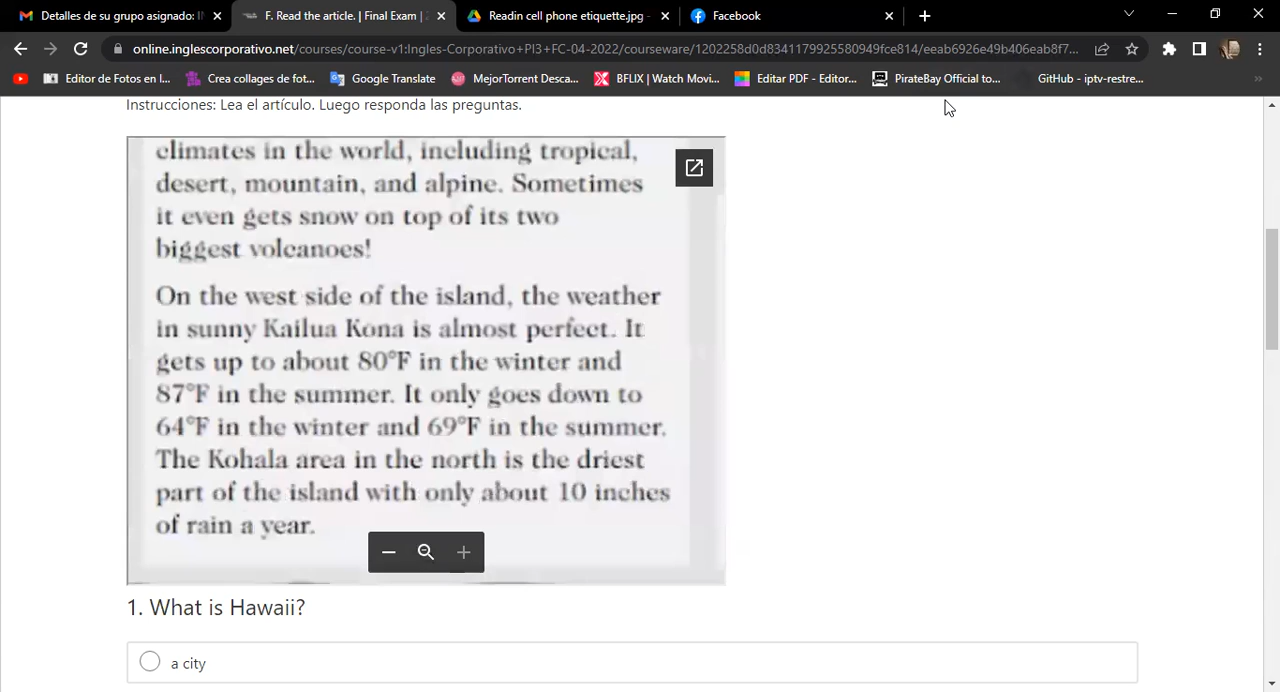 Detalles de su grupo asignado: I
F. Read the article. | Final Exam |
Readin cell phone etiquette.jpg -
Facebook
online.inglescorporativo.net/courses/course-v1:Ingles-Corporativo+PI3+FC-04-2022/courseware/1202258d0d8341179925580949fce814/eeab6926e49b406eab8f7...
Editor de Fotos en l...
Crea collages de fot...
Google Translate
MejorTorrent Desca...
BFLIX | Watch Movi...
Editar PDF - Editor...
PirateBay Official to...
GitHub - iptv-restre...
Instrucciones: Lea el artículo. Luego responda las preguntas.
climates in the world, including tropical,
desert, mountain, and alpine. Sometimes
it even gets snow on top of its two
biggest volcanoes!
On the west side of the island, the weather
in sunny Kailua Kona is almost perfect. It
gets up to about 80°F in the winter and
87°F in the summer. It only goes down to
64°F in the winter and 69°F in the summer.
The Kohala area in the north is the driest
part of the island with only about 10 inches
of rain a year.
1. What is Hawaii?
a city